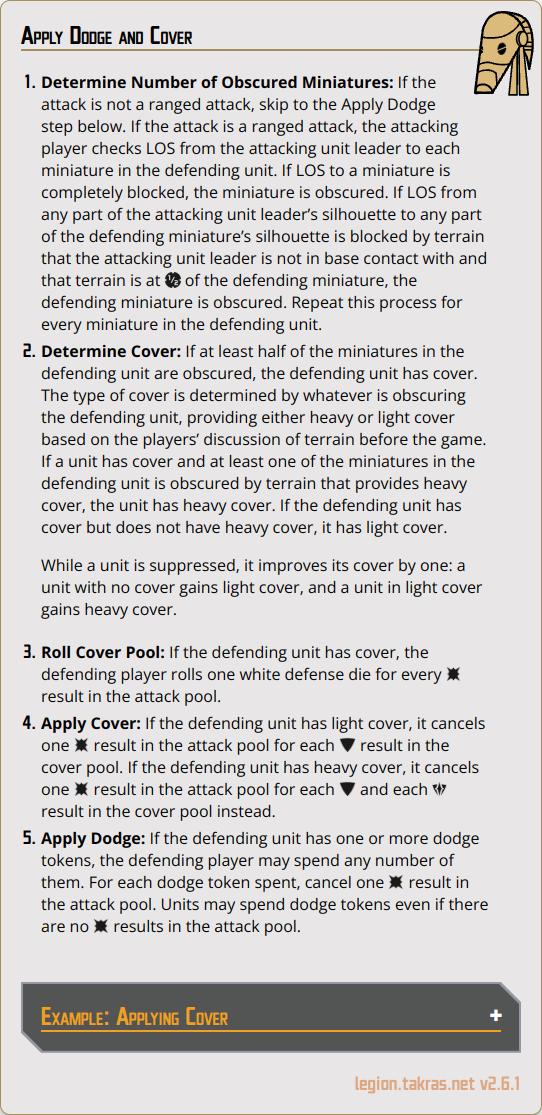 Apply Dodge and Cover
1. Determine Number of Obscured Miniatures: If the
attack is not a ranged attack, skip to the Apply Dodge
step below. If the attack is a ranged attack, the attacking
player checks LOS from the attacking unit leader to each
miniature in the defending unit. If LOS to a miniature is
completely blocked, the miniature is obscured. If LOS from
any part of the attacking unit leader’s silhouette to any part
of the defending miniature’s silhouette is blocked by terrain
that the attacking unit leader is not in base contact with and
that terrain is at ½ of the defending miniature, the
defending miniature is obscured. Repeat this process for
every miniature in the defending unit.
2. Determine Cover: If at least half of the miniatures in the
defending unit are obscured, the defending unit has cover.
The type of cover is determined by whatever is obscuring
the defending unit, providing either heavy or light cover
based on the players’ discussion of terrain before the game.
If a unit has cover and at least one of the miniatures in the
defending unit is obscured by terrain that provides heavy
cover, the unit has heavy cover. If the defending unit has
cover but does not have heavy cover, it has light cover.
While a unit is suppressed, it improves its cover by one: a
unit with no cover gains light cover, and a unit in light cover
gains heavy cover.
3. Roll Cover Pool: If the defending unit has cover, the
defending player rolls one white defense die for every
result in the attack pool.
4. Apply Cover: If the defending unit has light cover, it cancels
one result in the attack pool for each result in the
cover pool. If the defending unit has heavy cover, it cancels
one result in the attack pool for each and each
result in the cover pool instead.
5. Apply Dodge: If the defending unit has one or more dodge
tokens, the defending player may spend any number of
them. For each dodge token spent, cancel one result in
the attack pool. Units may spend dodge tokens even if there
are no results in the attack pool.
Example: Applying Cover +
legion.takras.net v2.6.1